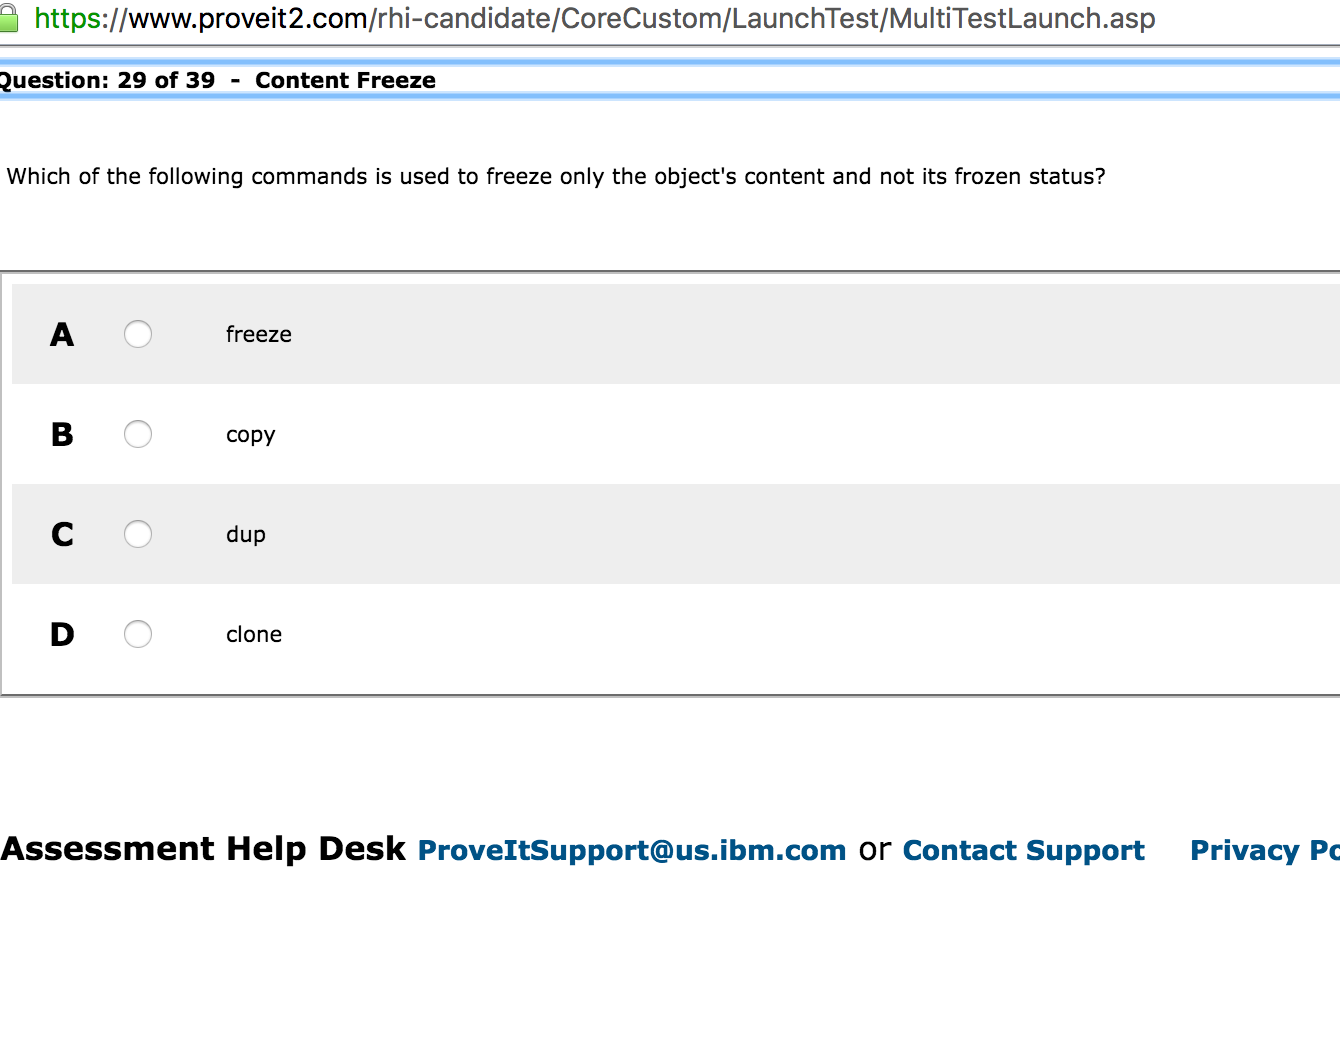 https://www.proveit2.com/rhi-candidate/CoreCustom/LaunchTest/MultiTestLaunch.asp
Question: 29 of 39 - Content Freeze
Which of the following commands is used to freeze only the object's content and not its frozen status?
A freeze
B copy
C dup
D clone
Assessment Help Desk ProveItSupport@us.ibm.com or Contact Support Privacy